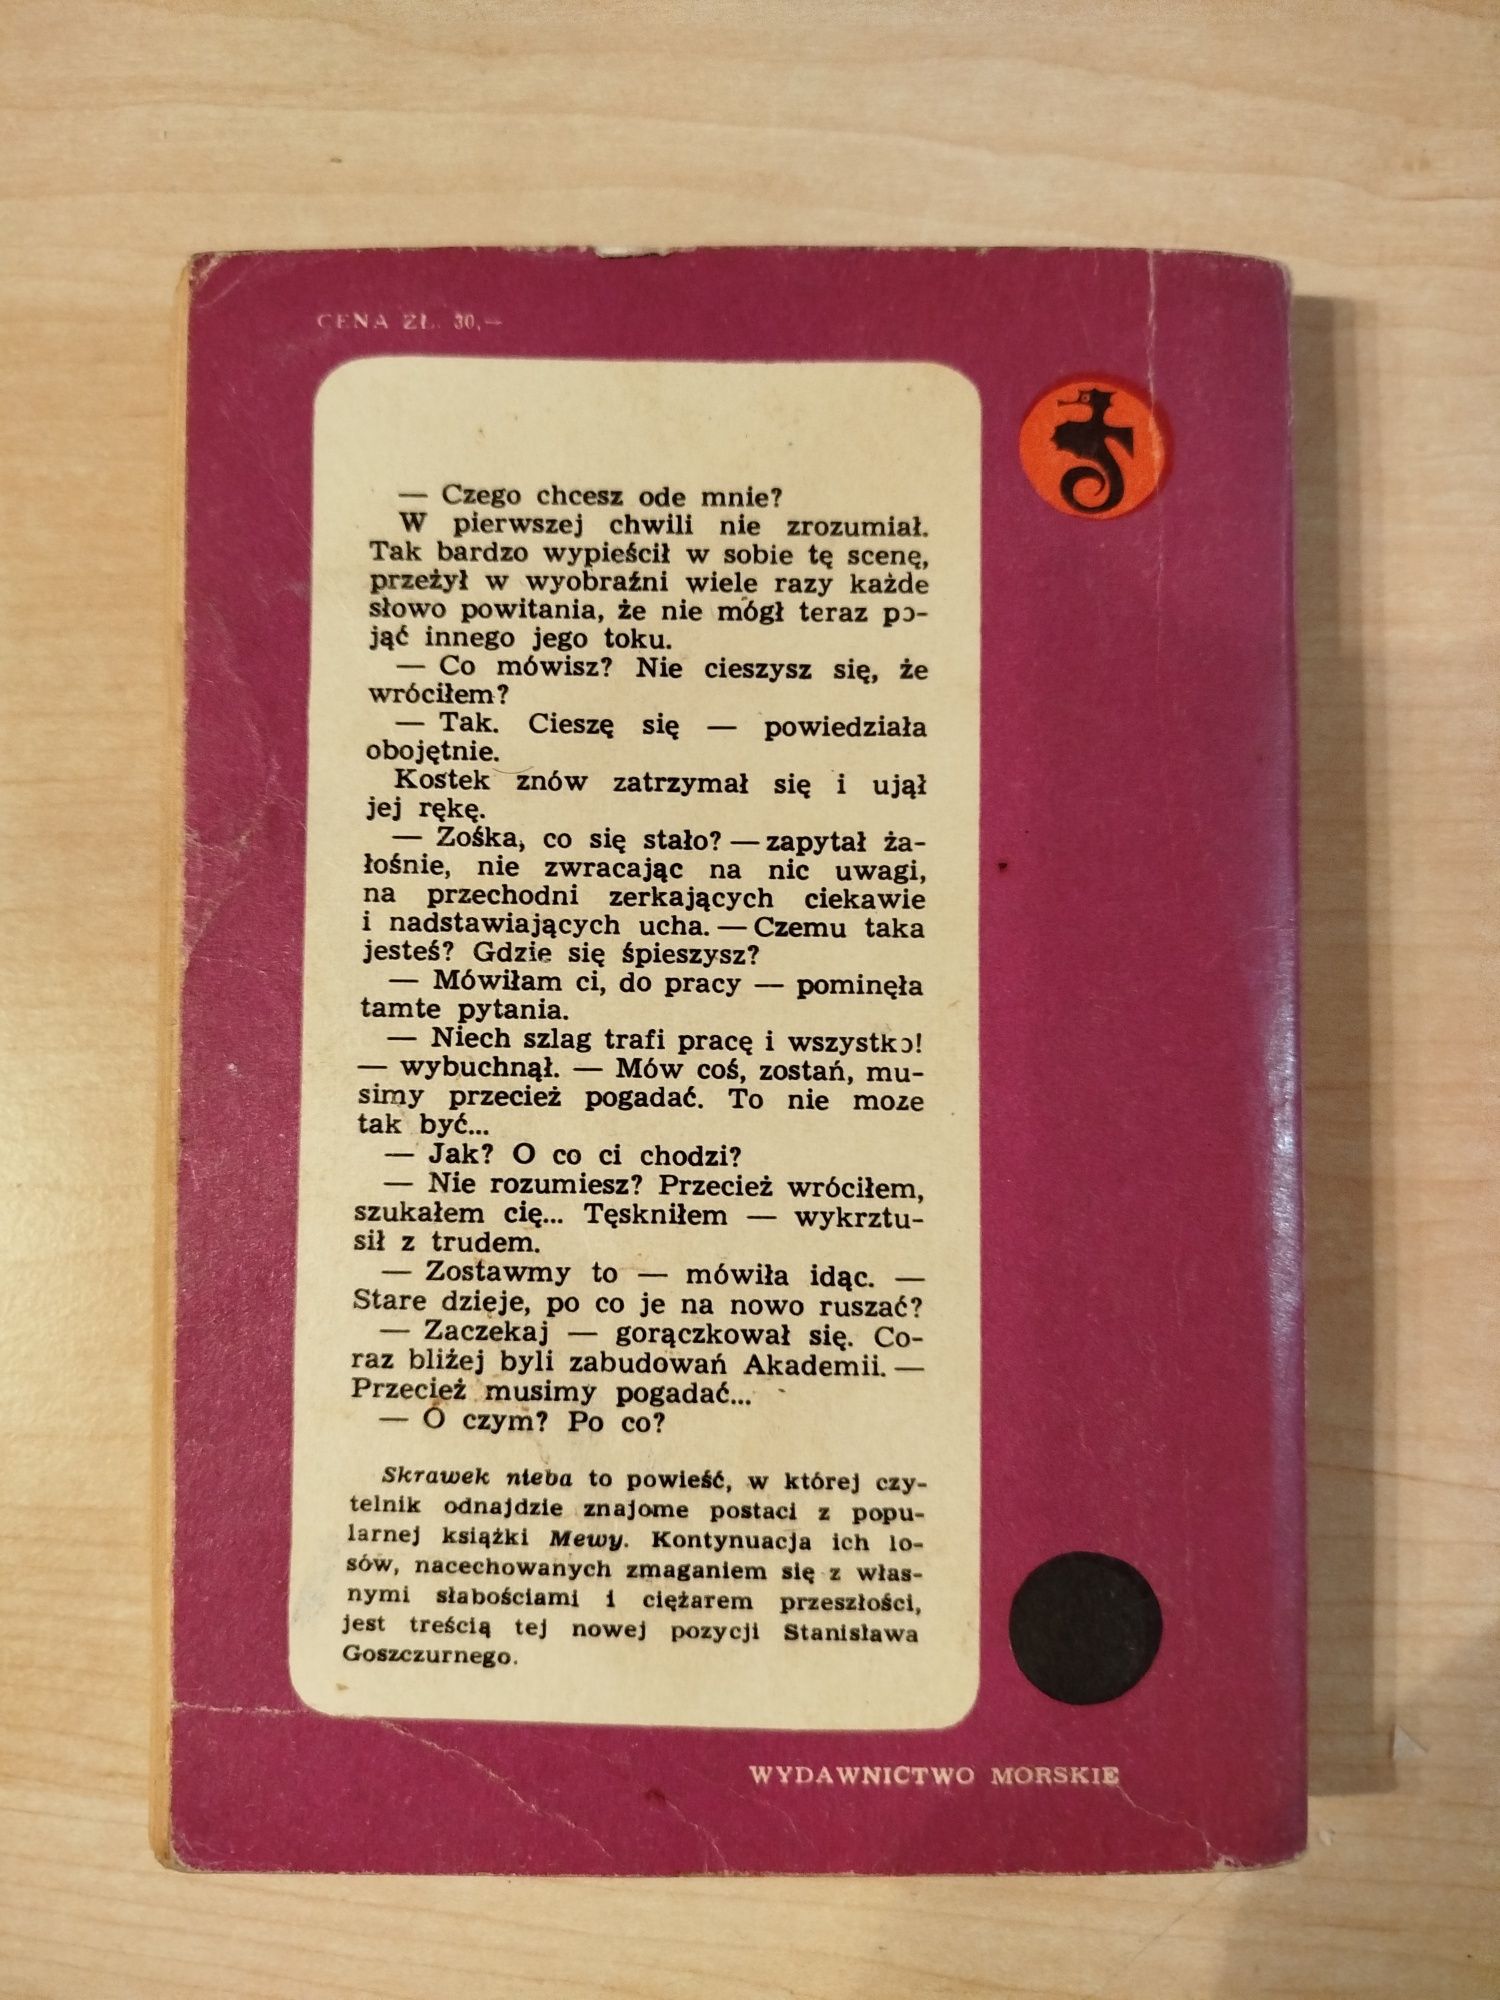 CENA ZŁ. 30,—
— Czego chcesz ode mnie?
W pierwszej chwili nie zrozumiał.
Tak bardzo wypieścił w sobie tę scenę,
przeżył w wyobraźni wiele razy każde
słowo powitania, że nie mógł teraz po-
jąć innego jego toku.
— Co mówisz? Nie cieszysz się, że
wróciłem?
— Tak. Cieszę się — powiedziała
obojętnie.
Kostek znów zatrzymał się i ujął
jej rękę.
— Zośka, co się stało? — zapytał ża-
łośnie, nie zwracając na nic uwagi,
na przechodni zerkających ciekawie
i nadstawiających ucha. — Czemu taka
jesteś? Gdzie się śpieszysz?
— Mówiłam ci, do pracy — pominęła
tamte pytania.
— Niech szlag trafi pracę i wszystko!
— wybuchnął. — Mów coś, zostań, mu-
simy przecież pogadać. To nie może
tak być...
— Jak? O co ci chodzi?
— Nie rozumiesz? Przecież wróciłem,
szukałem cię... Tęskniłem — wykrztu-
sił z trudem.
— Zostawmy to — mówiła idąc. —
Stare dzieje, po co je na nowo ruszać?
— Zaczekaj — gorączkował się. Co-
raz bliżej byli zabudowań Akademii. —
Przecież musimy pogadać...
— O czym? Po co?
Skrawek nieba to powieść, w której czy-
telnik odnajdzie znajome postaci z popu-
larnej książki Mewy. Kontynuacja ich lo-
sów, nacechowanych zmaganiem się z włas-
nymi słabościami i ciężarem przeszłości,
jest treścią tej nowej pozycji Stanisława
Goszczurnego.
WYDAWNICTWO MORSKIE